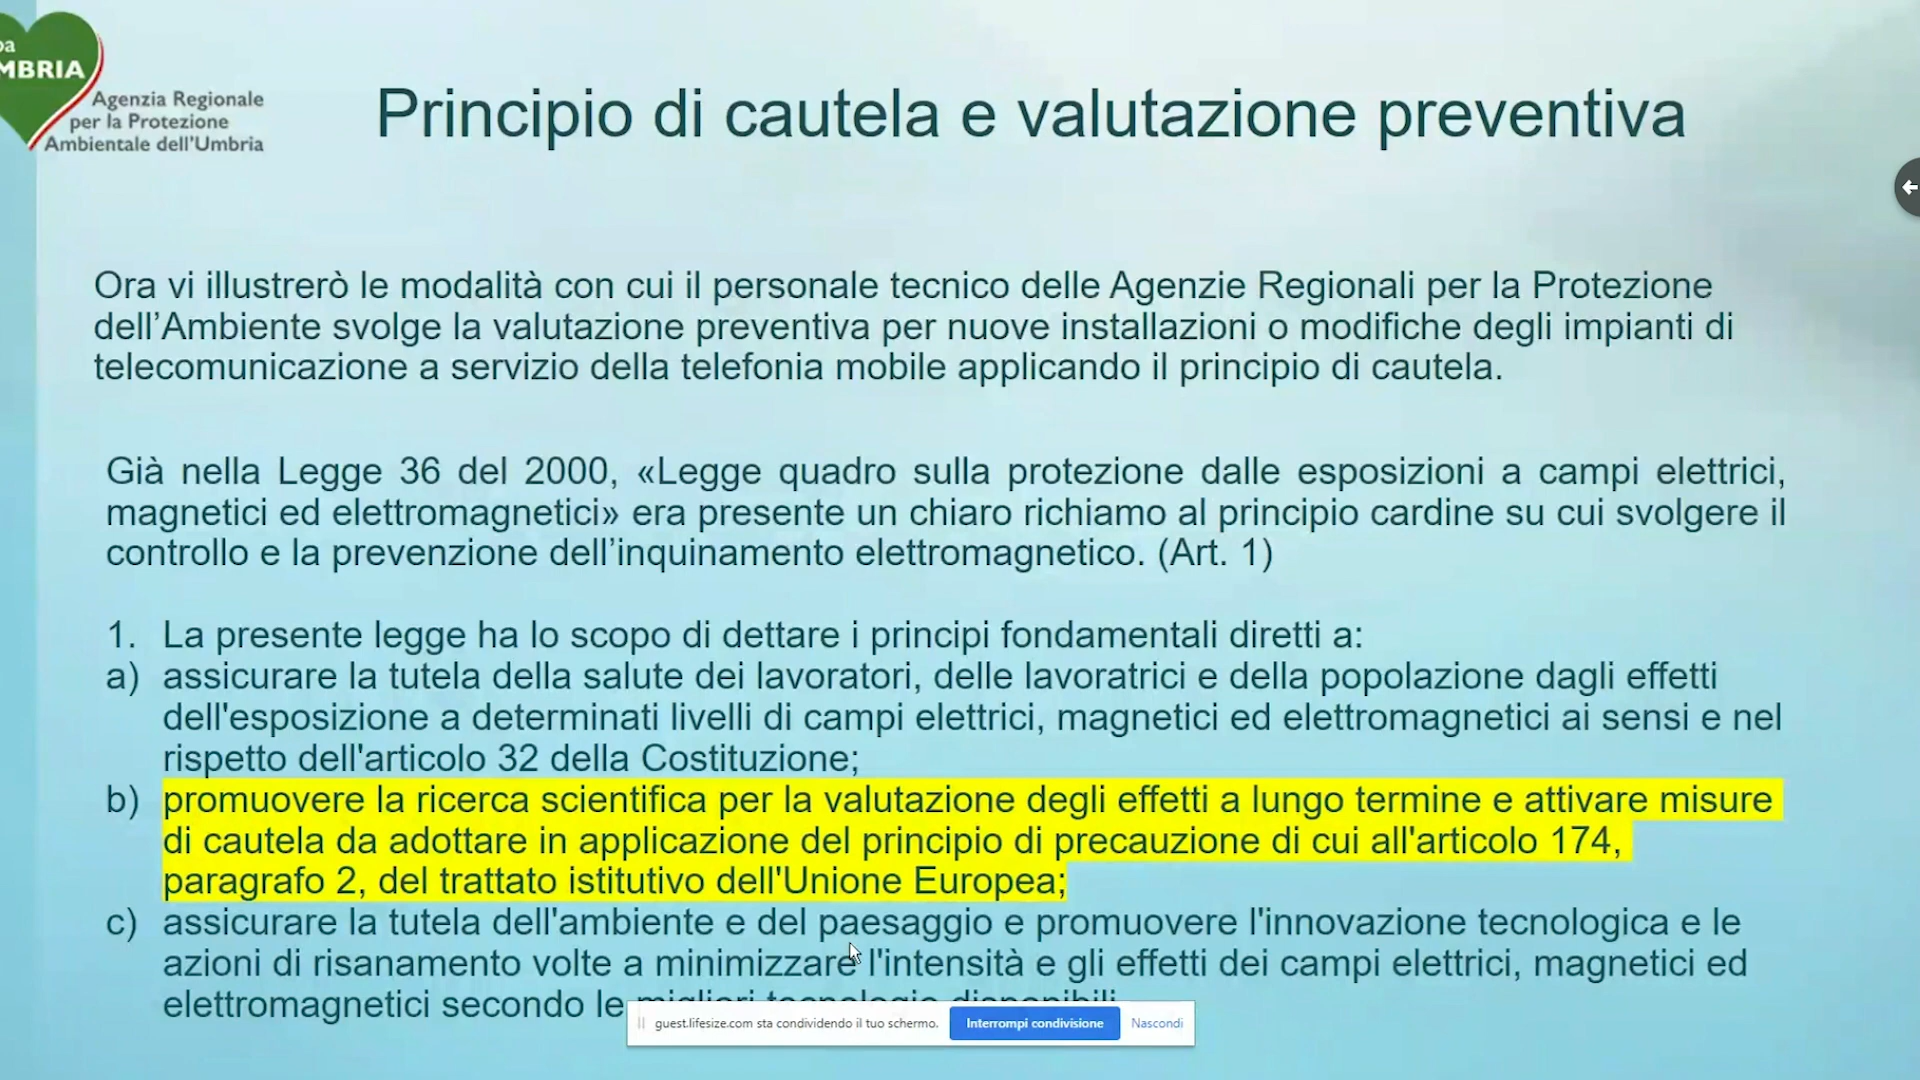 pa
MBRIA
Agenzia Regionale
per la Protezione
Ambientale dell'Umbria
Principio di cautela e valutazione preventiva
Ora vi illustrerò le modalità con cui il personale tecnico delle Agenzie Regionali per la Protezione
dell’Ambiente svolge la valutazione preventiva per nuove installazioni o modifiche degli impianti di
telecomunicazione a servizio della telefonia mobile applicando il principio di cautela.
Già nella Legge 36 del 2000, «Legge quadro sulla protezione dalle esposizioni a campi elettrici,
magnetici ed elettromagnetici» era presente un chiaro richiamo al principio cardine su cui svolgere il
controllo e la prevenzione dell’inquinamento elettromagnetico. (Art. 1)
1. La presente legge ha lo scopo di dettare i principi fondamentali diretti a:
a) assicurare la tutela della salute dei lavoratori, delle lavoratrici e della popolazione dagli effetti
dell'esposizione a determinati livelli di campi elettrici, magnetici ed elettromagnetici ai sensi e nel
rispetto dell'articolo 32 della Costituzione;
b) promuovere la ricerca scientifica per la valutazione degli effetti a lungo termine e attivare misure
di cautela da adottare in applicazione del principio di precauzione di cui all'articolo 174,
paragrafo 2, del trattato istitutivo dell'Unione Europea;
c) assicurare la tutela dell'ambiente e del paesaggio e promuovere l'innovazione tecnologica e le
azioni di risanamento volte a minimizzare l'intensità e gli effetti dei campi elettrici, magnetici ed
elettromagnetici secondo le migliori tecnologie disponibili
guest.lifesize.com sta condividendo il tuo schermo.
Interrompi condivisione
Nascondi